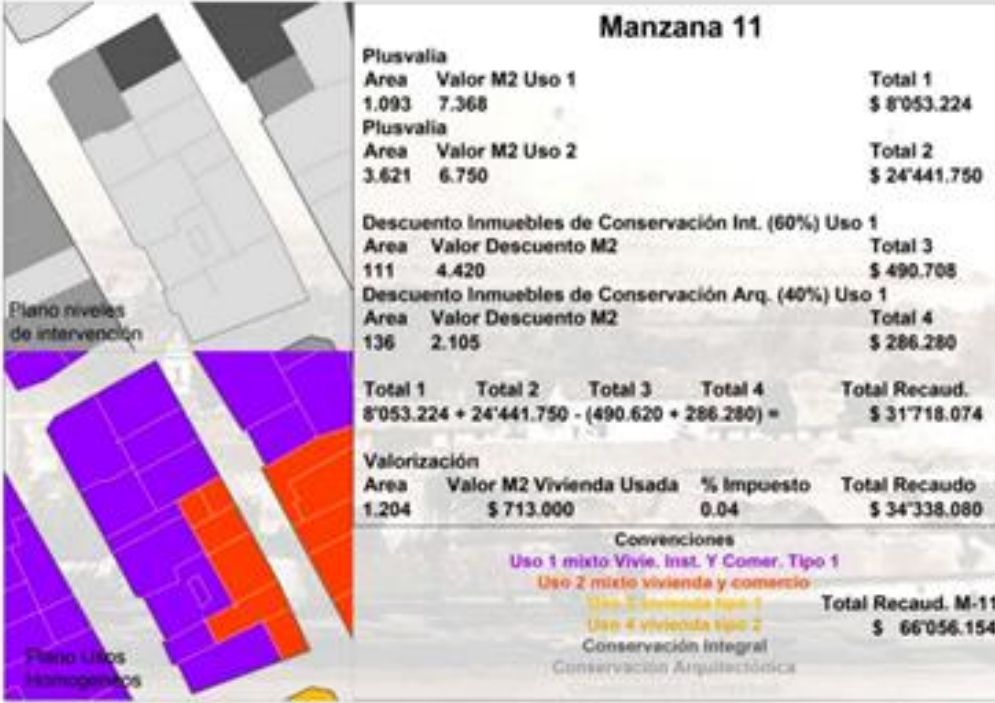 Manzana 11
Plusvalia
Area Valor M2 Uso 1 Total 1
1.093 7.368 $ 8'053.224
Plusvalia
Area Valor M2 Uso 2 Total 2
3.621 6.750 $ 24'441.750
Descuento Inmuebles de Conservación Int. (60%) Uso 1
Area Valor Descuento M2 Total 3
111 4.420 $ 490.708
Descuento Inmuebles de Conservación Arq. (40%) Uso 1
Area Valor Descuento M2 Total 4
136 2.105 $ 286.280
Total 1 Total 2 Total 3 Total 4 Total Recaud.
8'053.224 + 24'441.750 - (490.620 + 286.280) = $ 31'718.074
Valorización
Area Valor M2 Vivienda Usada % Impuesto Total Recaudo
1.204 $ 713.000 0.04 $ 34'338.080
Convenciones
Uso 1 mixto Vivie. Inst. Y Comer. Tipo 1
Uso 2 mixto vivienda y comercio
Uso 3 vivienda tipo 1
Uso 4 vivienda tipo 2
Conservación Integral
Conservación Arquitectónica
Total Recaud. M-11
$ 66'056.154
Plano niveles
de intervención
Plano Usos
Homogeneos